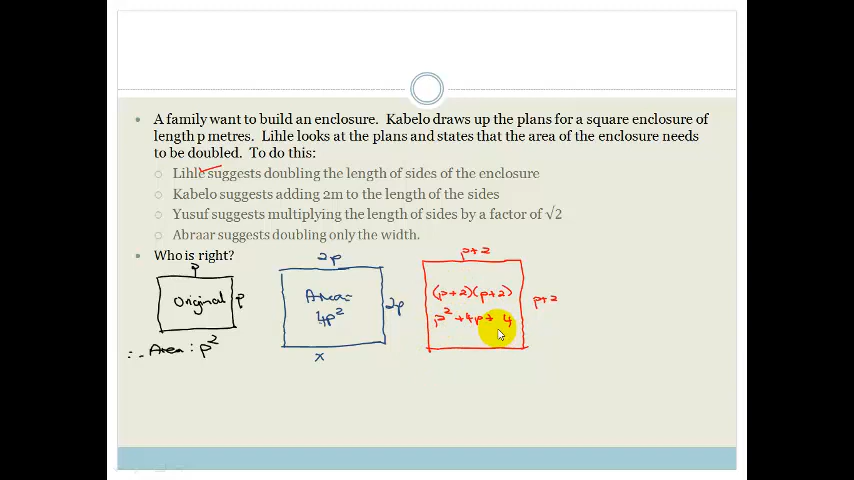 A family want to build an enclosure. Kabelo draws up the plans for a square enclosure of
length p metres. Lihle looks at the plans and states that the area of the enclosure needs
to be doubled. To do this:
Lihle suggests doubling the length of sides of the enclosure
Kabelo suggests adding 2m to the length of the sides
Yusuf suggests multiplying the length of sides by a factor of √2
Abraar suggests doubling only the width.
Who is right?
p
Original
p
∴ Area: p²
2p
Area=
4p²
2p
x
p+2
(p+2)(p+2)
p²+4p+4
p+2